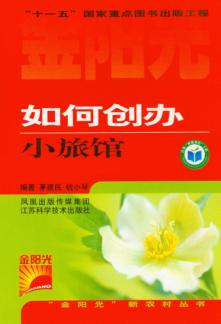 "十一五"国家重点图书出版工程
金阳光
如何创办
小旅馆
编著 茅建民 钱小琴
凤凰出版传媒集团
江苏科学技术出版社
金阳光
"金阳光"新农村丛书